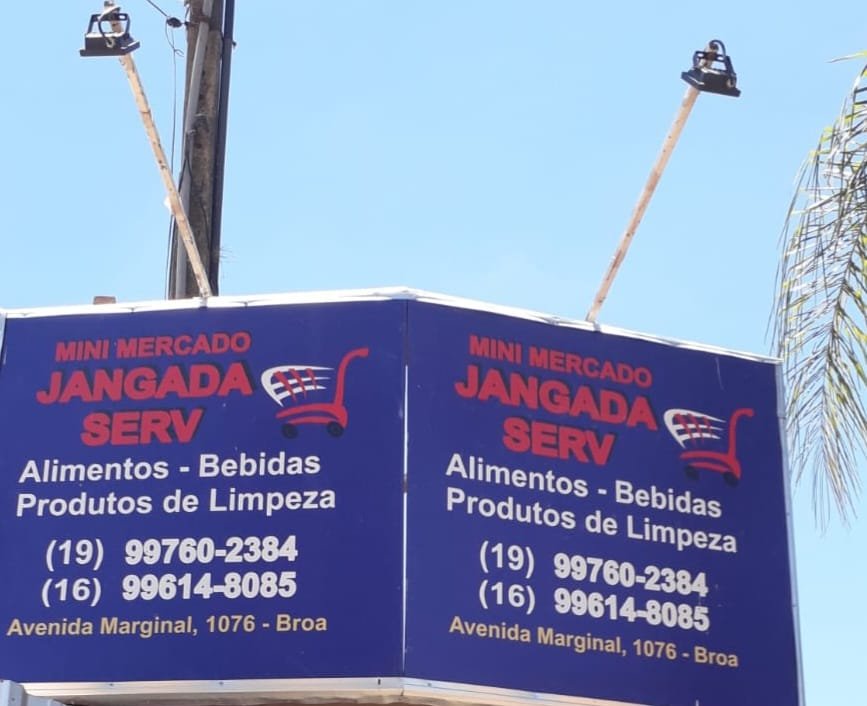 MINI MERCADO
JANGADA
SERV
Alimentos - Bebidas
Produtos de Limpeza
(19) 99760-2384
(16) 99614-8085
Avenida Marginal, 1076 - Broa
MINI MERCADO
JANGADA
SERV
Alimentos - Bebidas
Produtos de Limpeza
(19) 99760-2384
(16) 99614-8085
Avenida Marginal, 1076 - Broa